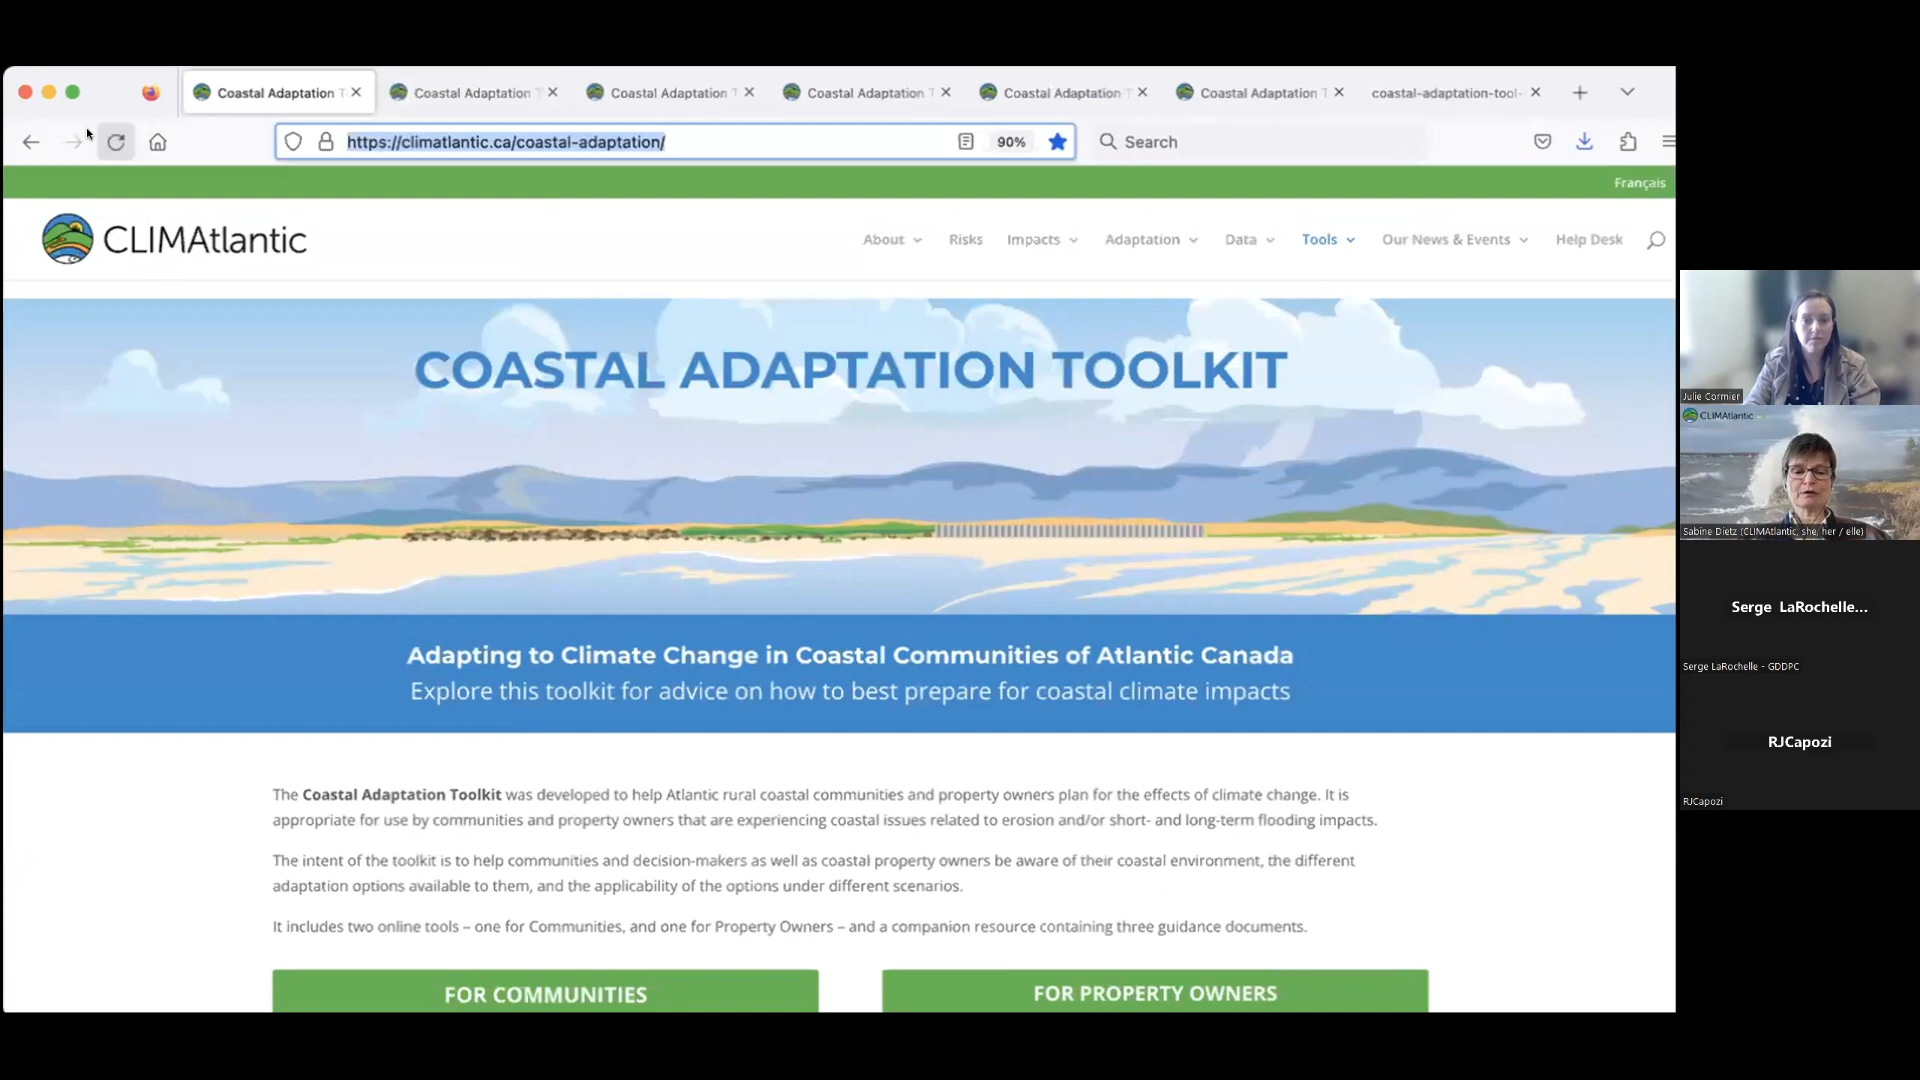 Coastal Adaptation T
Coastal Adaptation T
Coastal Adaptation T
Coastal Adaptation T
Coastal Adaptation T
Coastal Adaptation T
coastal-adaptation-tool-
https://climatlantic.ca/coastal-adaptation/
90%
Search
Français
CLIMAtlantic
About
Risks
Impacts
Adaptation
Data
Tools
Our News & Events
Help Desk
COASTAL ADAPTATION TOOLKIT
Adapting to Climate Change in Coastal Communities of Atlantic Canada
Explore this toolkit for advice on how to best prepare for coastal climate impacts
The Coastal Adaptation Toolkit was developed to help Atlantic rural coastal communities and property owners plan for the effects of climate change. It is
appropriate for use by communities and property owners that are experiencing coastal issues related to erosion and/or short- and long-term flooding impacts.
The intent of the toolkit is to help communities and decision-makers as well as coastal property owners be aware of their coastal environment, the different
adaptation options available to them, and the applicability of the options under different scenarios.
It includes two online tools – one for Communities, and one for Property Owners – and a companion resource containing three guidance documents.
FOR COMMUNITIES
FOR PROPERTY OWNERS
Julie Cormier
CLIMAtlantic
Sabine Dietz (CLIMAtlantic, she, her / elle)
Serge LaRochelle...
Serge LaRochelle - GDDPC
RJCapozi
RJCapozi